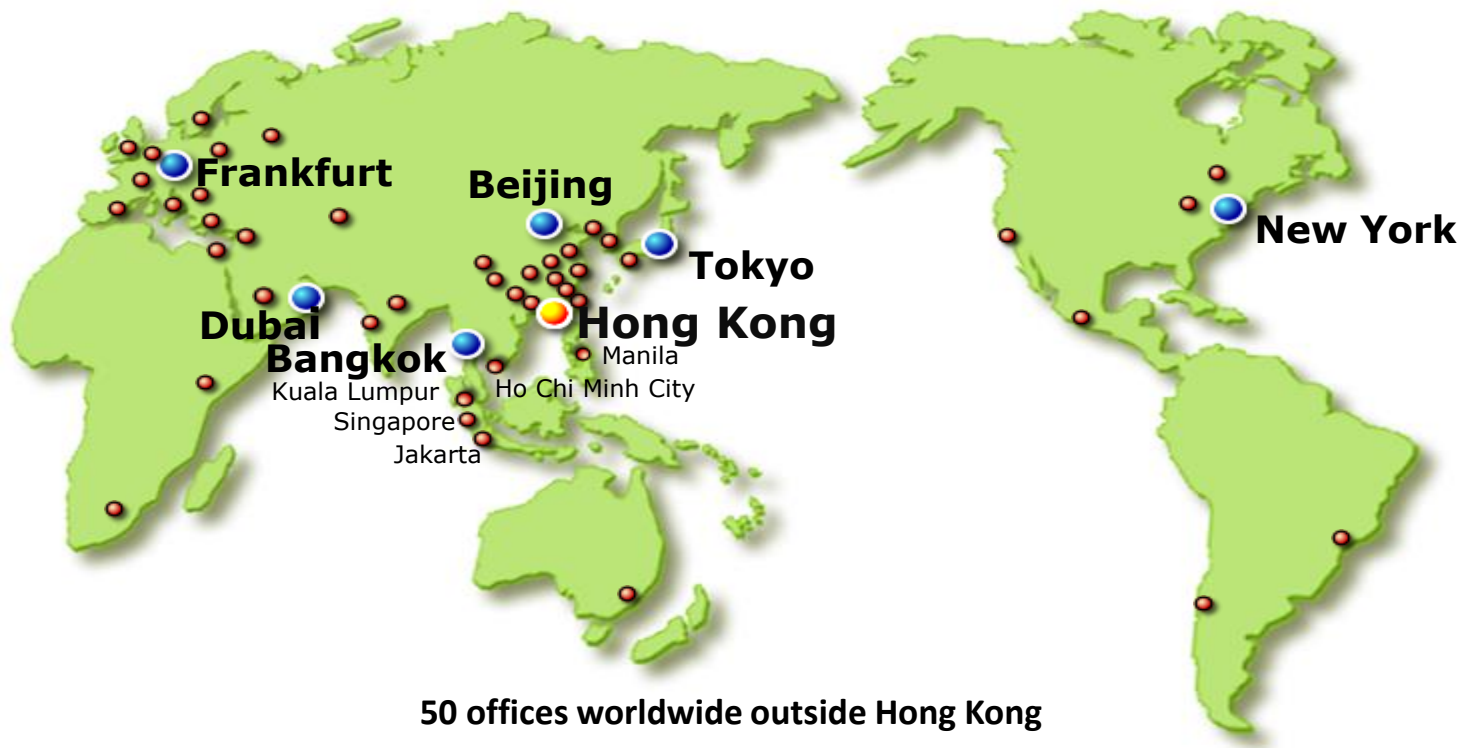 Frankfurt
Beijing
New York
Tokyo
Dubai
Hong Kong
Bangkok
Manila
Kuala Lumpur
Ho Chi Minh City
Singapore
Jakarta
50 offices worldwide outside Hong Kong